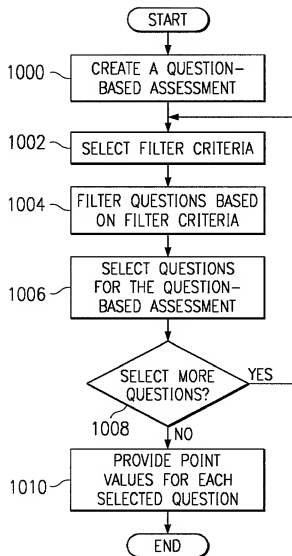 START
1000
CREATE A QUESTION-
BASED ASSESSMENT
1002
SELECT FILTER CRITERIA
1004
FILTER QUESTIONS BASED
ON FILTER CRITERIA
1006
SELECT QUESTIONS
FOR THE QUESTION-
BASED ASSESSMENT
SELECT MORE
QUESTIONS?
YES
1008
NO
1010
PROVIDE POINT
VALUES FOR EACH
SELECTED QUESTION
END